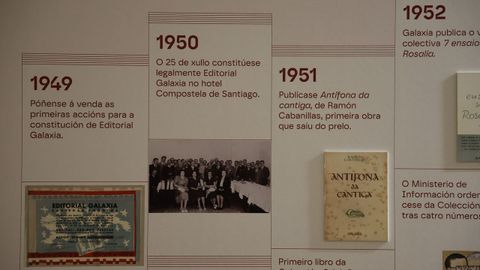 1949
Póñense á venda as
primeiras accións para a
constitución de Editorial
Galaxia.
EDITORIAL GALAXIA
1950
O 25 de xullo constitúese
legalmente Editorial
Galaxia no hotel
Compostela de Santiago.
1951
Publícase Antífona da
cantiga, de Ramón
Cabanillas, primeira obra
que saíu do prelo.
ANTÍFONA
DA
CANTIGA
Primeiro libro da
1952
Galaxia publica o v
colectiva 7 ensaio
Rosalía.
Ros
O Ministerio de
Información orden
cese da Colección
tras catro números